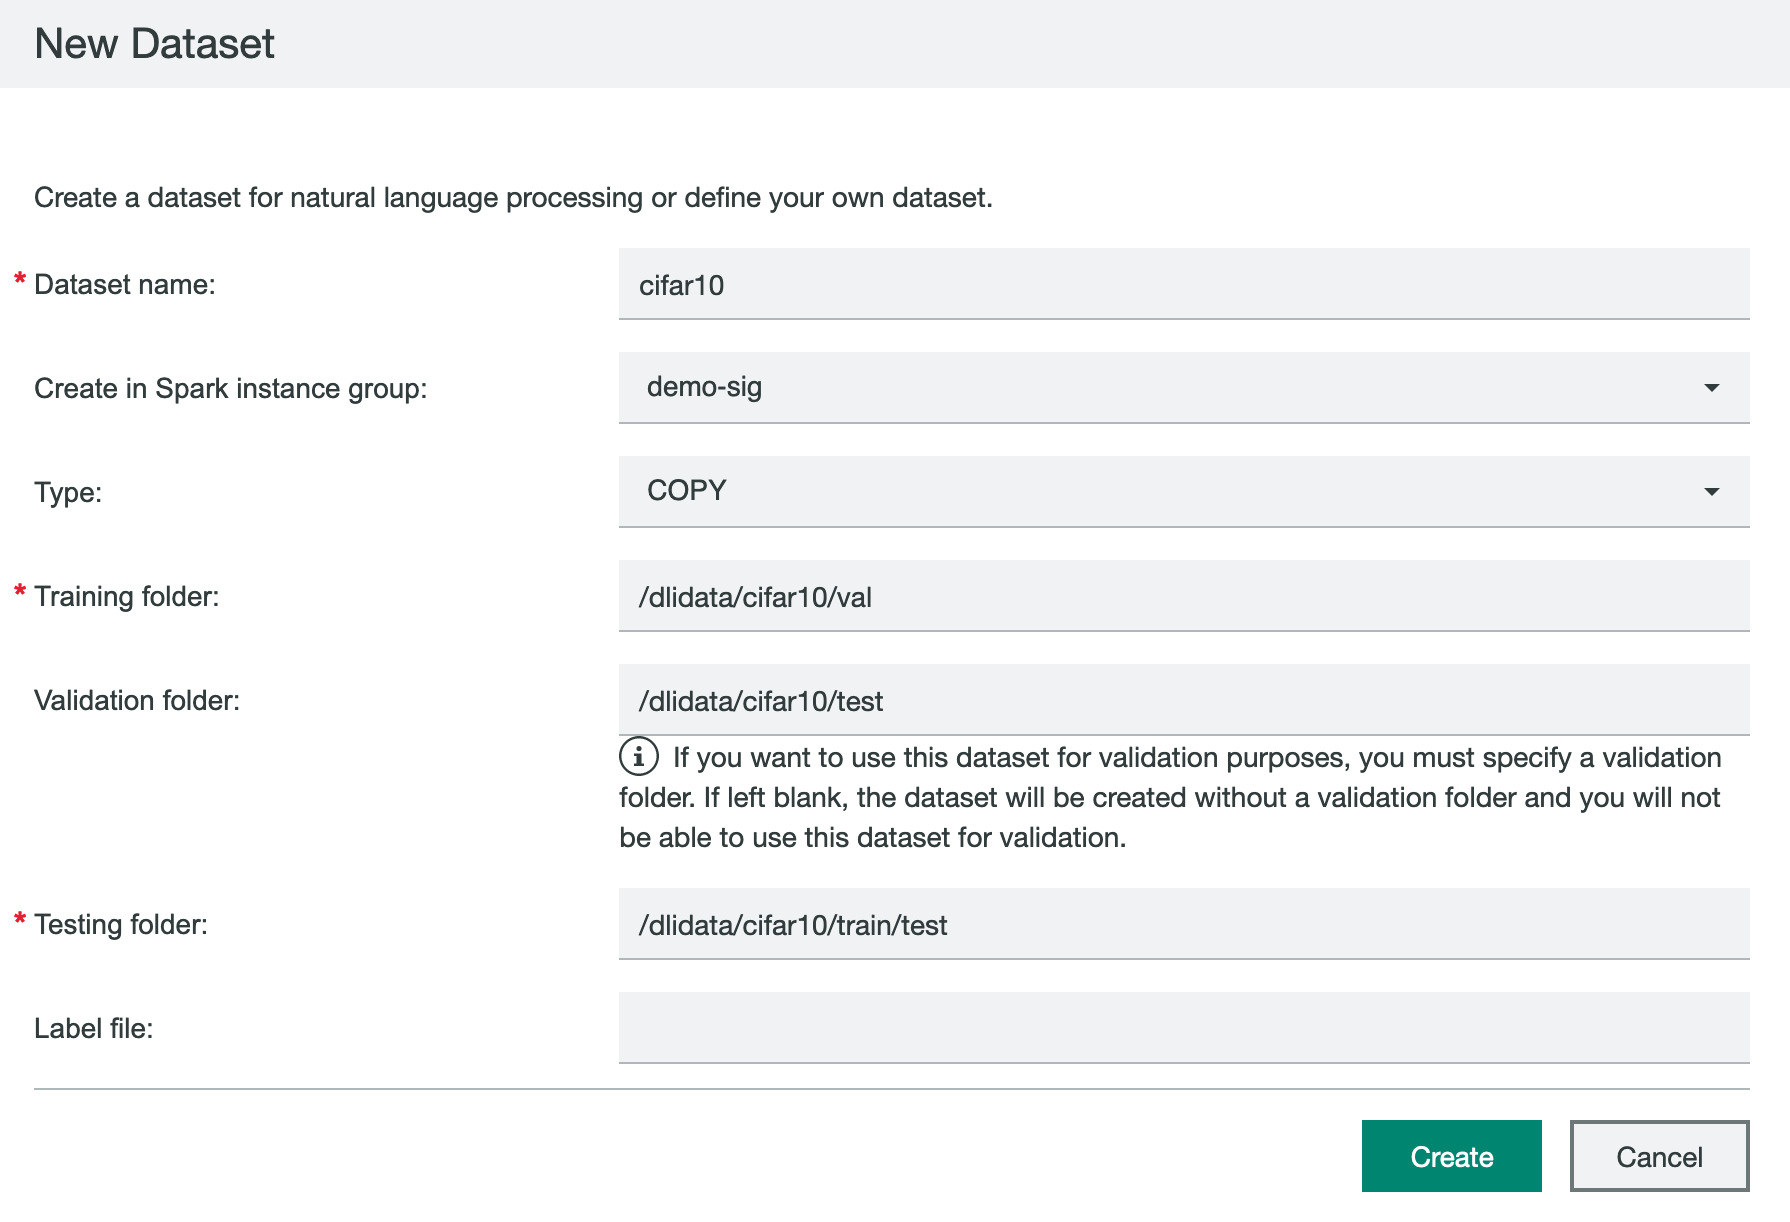 New Dataset
Create a dataset for natural language processing or define your own dataset.
* Dataset name:
cifar10
Create in Spark instance group:
demo-sig
Type:
COPY
* Training folder:
/dlidata/cifar10/val
Validation folder:
/dlidata/cifar10/test
If you want to use this dataset for validation purposes, you must specify a validation
folder. If left blank, the dataset will be created without a validation folder and you will not
be able to use this dataset for validation.
* Testing folder:
/dlidata/cifar10/train/test
Label file:
Create
Cancel